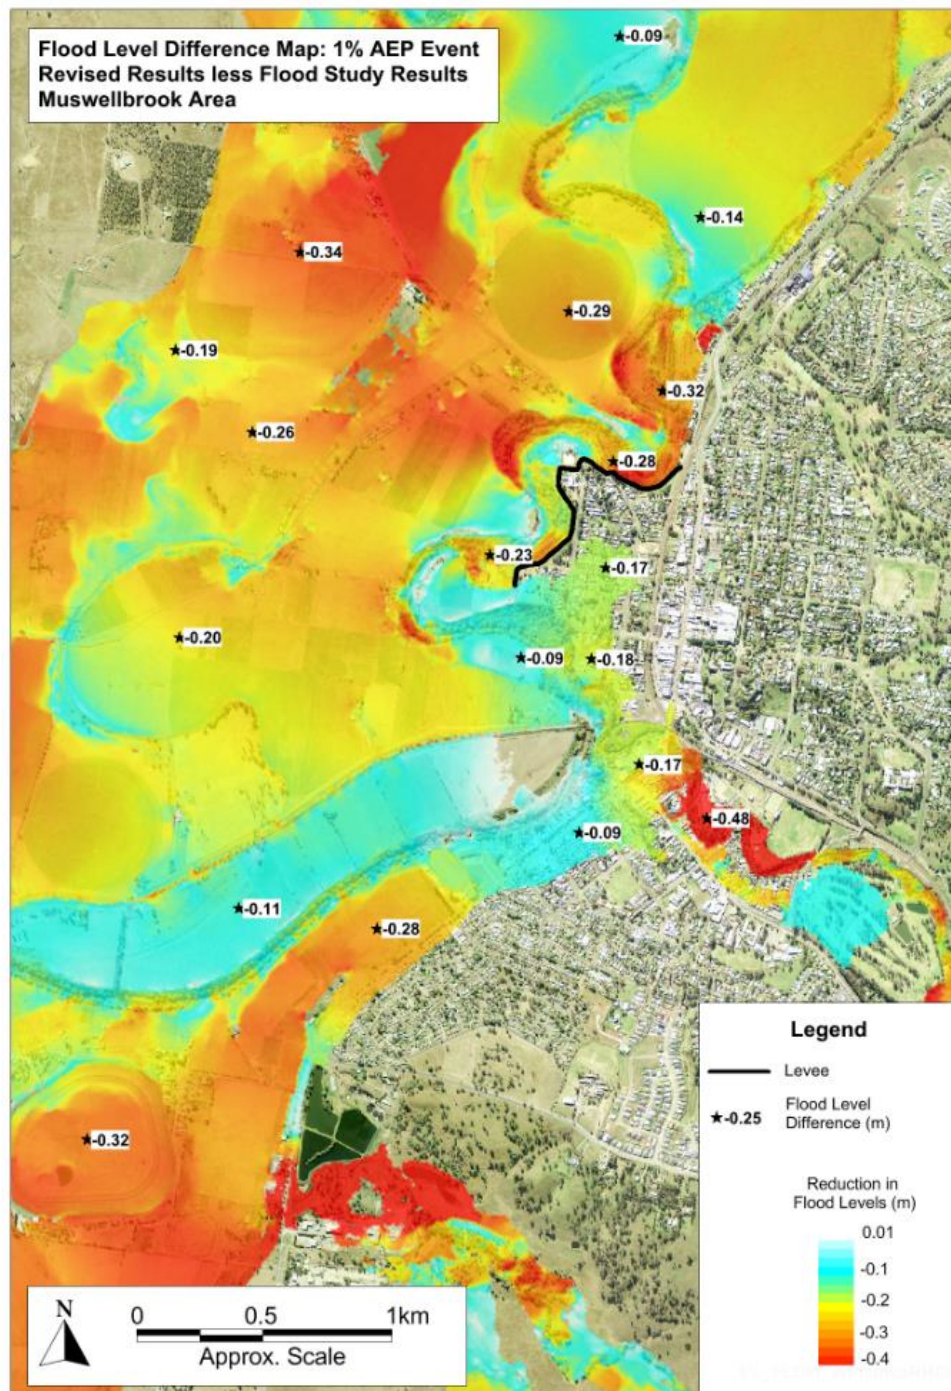 Flood Level Difference Map: 1% AEP Event
Revised Results less Flood Study Results
Muswellbrook Area
-0.09
-0.14
-0.34
-0.29
-0.19
-0.32
-0.26
-0.28
-0.23
-0.17
-0.20
-0.09
-0.18
-0.17
-0.48
-0.09
-0.11
-0.28
-0.32
Legend
Levee
-0.25
Flood Level
Difference (m)
Reduction in
Flood Levels (m)
0.01
-0.1
-0.2
-0.3
-0.4
N
0
0.5
1km
Approx. Scale